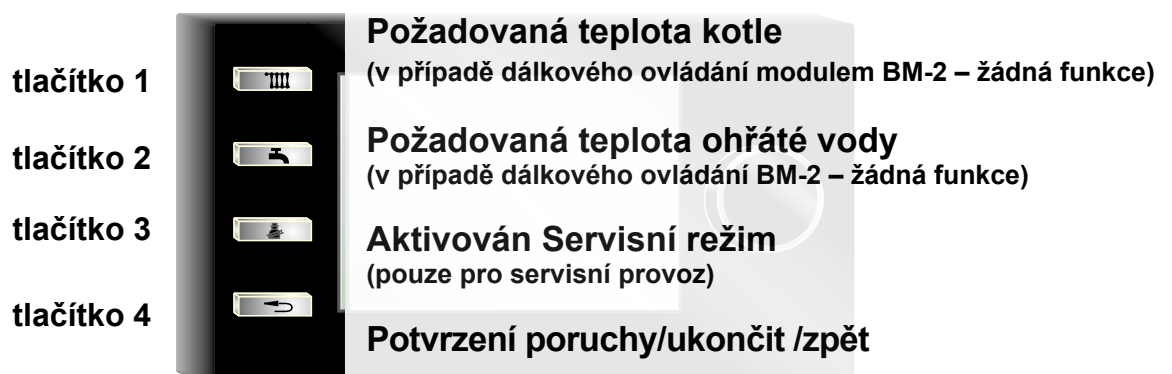 tlačítko 1
Požadovaná teplota kotle
(v případě dálkového ovládání modulem BM-2 – žádná funkce)
tlačítko 2
Požadovaná teplota ohřáté vody
(v případě dálkového ovládání BM-2 – žádná funkce)
tlačítko 3
Aktivován Servisní režim
(pouze pro servisní provoz)
tlačítko 4
Potvrzení poruchy/ukončit /zpět